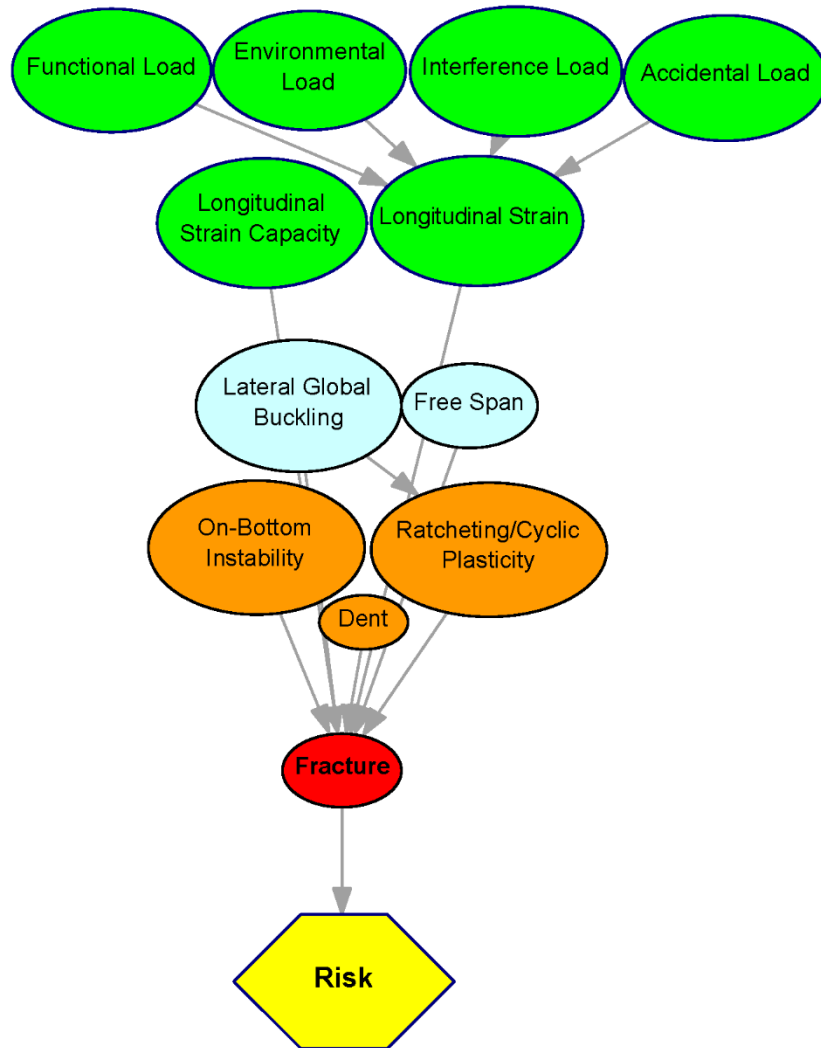 Functional Load
Environmental
Load
Interference Load
Accidental Load
Longitudinal
Strain Capacity
Longitudinal Strain
Lateral Global
Buckling
Free Span
On-Bottom
Instability
Ratcheting/Cyclic
Plasticity
Dent
Fracture
Risk